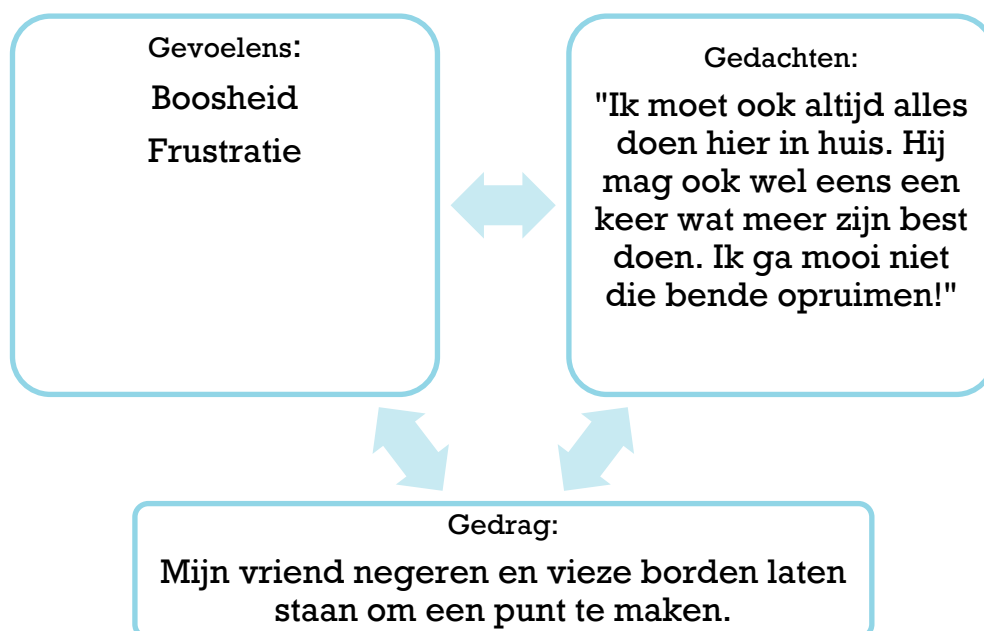 Gevoelens:
Boosheid
Frustratie
Gedachten:
"Ik moet ook altijd alles
doen hier in huis. Hij
mag ook wel eens een
keer wat meer zijn best
doen. Ik ga mooi niet
die bende opruimen!"
Gedrag:
Mijn vriend negeren en vieze borden laten
staan om een punt te maken.